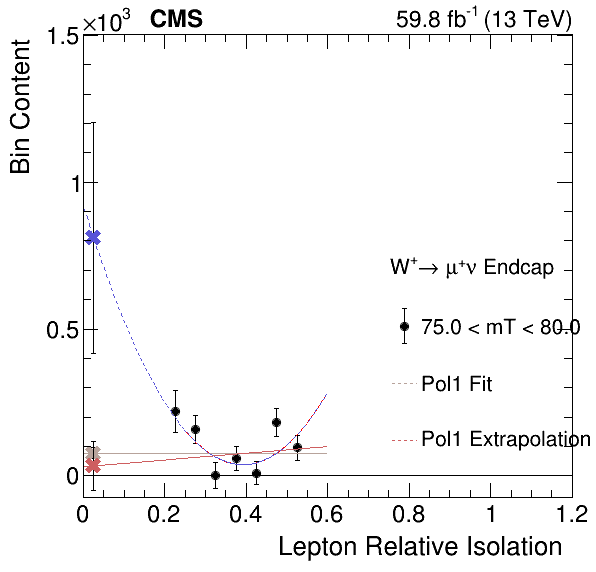 ×10³ CMS 59.8 fb⁻¹ (13 TeV)
Bin Content
1.5
1
0.5
0
W⁺→ μ⁺ν Endcap
75.0 < mT < 80.0
Pol1 Fit
Pol1 Extrapolation
0 0.2 0.4 0.6 0.8 1 1.2
Lepton Relative Isolation